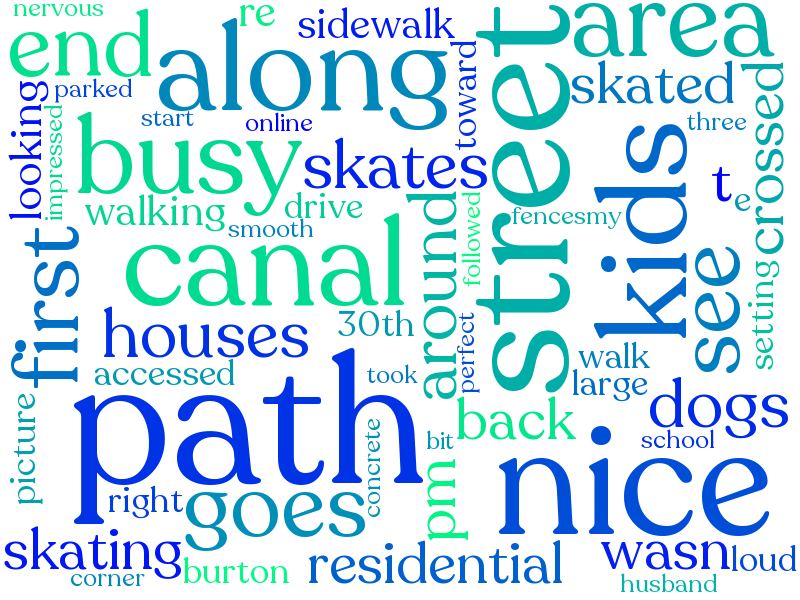 nervous
re
sidewalk
street
area
end
along
toward
skated
crossed
parked
looking
impressed
start
online
three
busy
skates
kids
t
e
walking
drive
followed
fencesmy
smooth
first
canal
around
see
setting
houses
30th
perfect
walk
accessed
took
large
path
picture
concrete
back
dogs
bit
school
nice
right
goes
pm
skating
residential
wasn
loud
corner
burton
husband